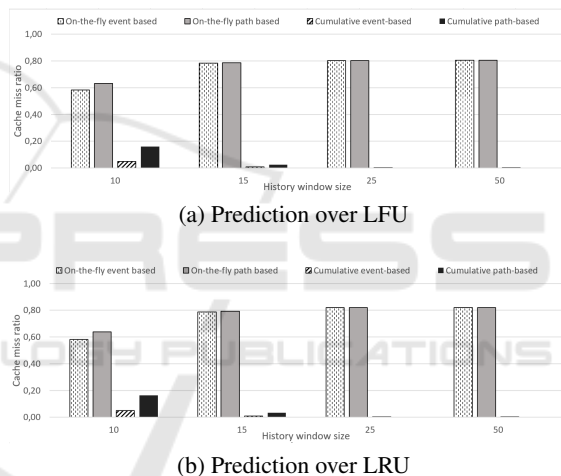 On-the-fly event based On-the-fly path based Cumulative event-based Cumulative path-based
1,00
0,80
0,60
0,40
0,20
0,00
Cache miss ratio
10 15 25 50
History window size
(a) Prediction over LFU
PRESS
On-the-fly event based On-the-fly path based Cumulative event-based Cumulative path-based
1,00
0,80
0,60
0,40
0,20
0,00
Cache miss ratio
LOGY PUBLICATIONS
10 15 25 50
History window size
(b) Prediction over LRU